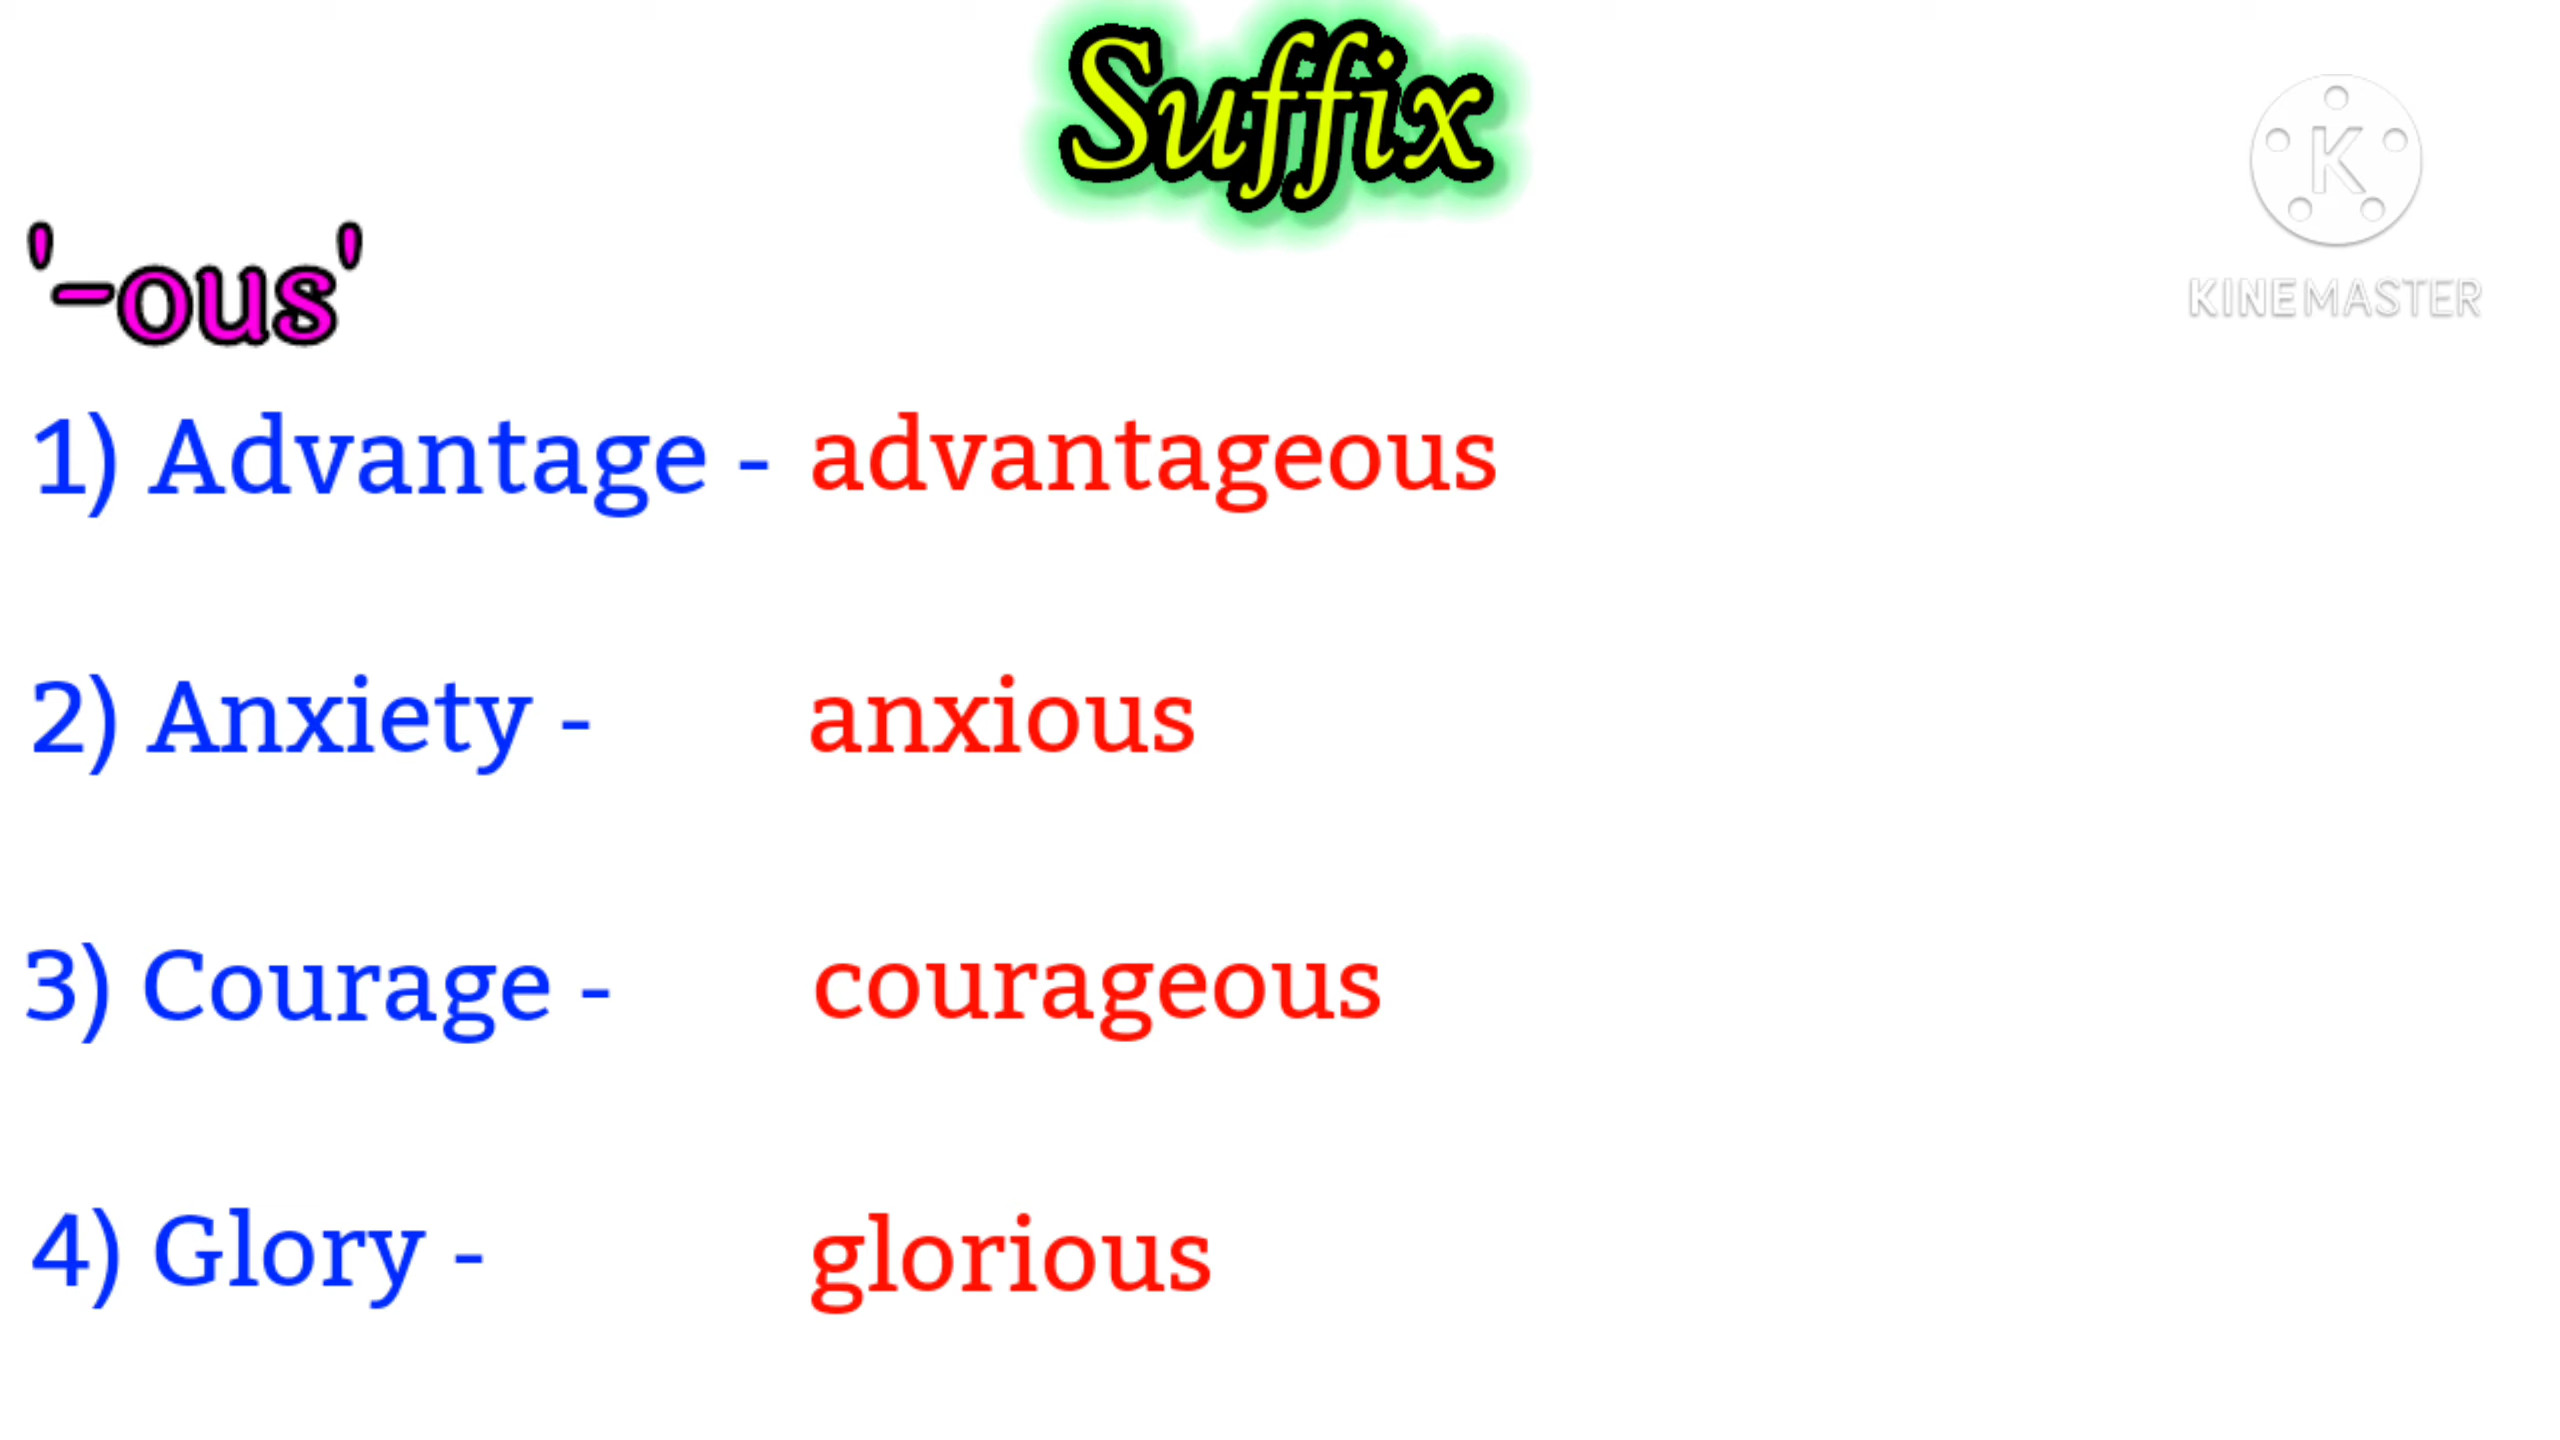 Suffix
K
KINEMASTER
'-ous'
1) Advantage - advantageous
2) Anxiety - anxious
3) Courage - courageous
4) Glory - glorious